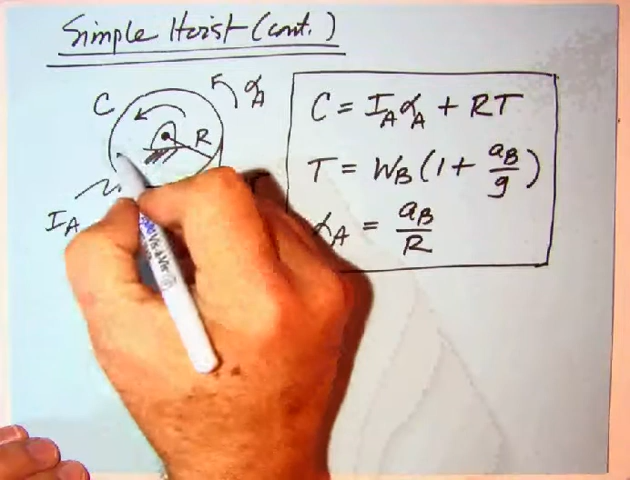 Simple Hoist (cont.)
C
α_A
R
I_A
C = I_A α_A + RT
T = W_B (1 + a_B/g)
α_A = a_B/R